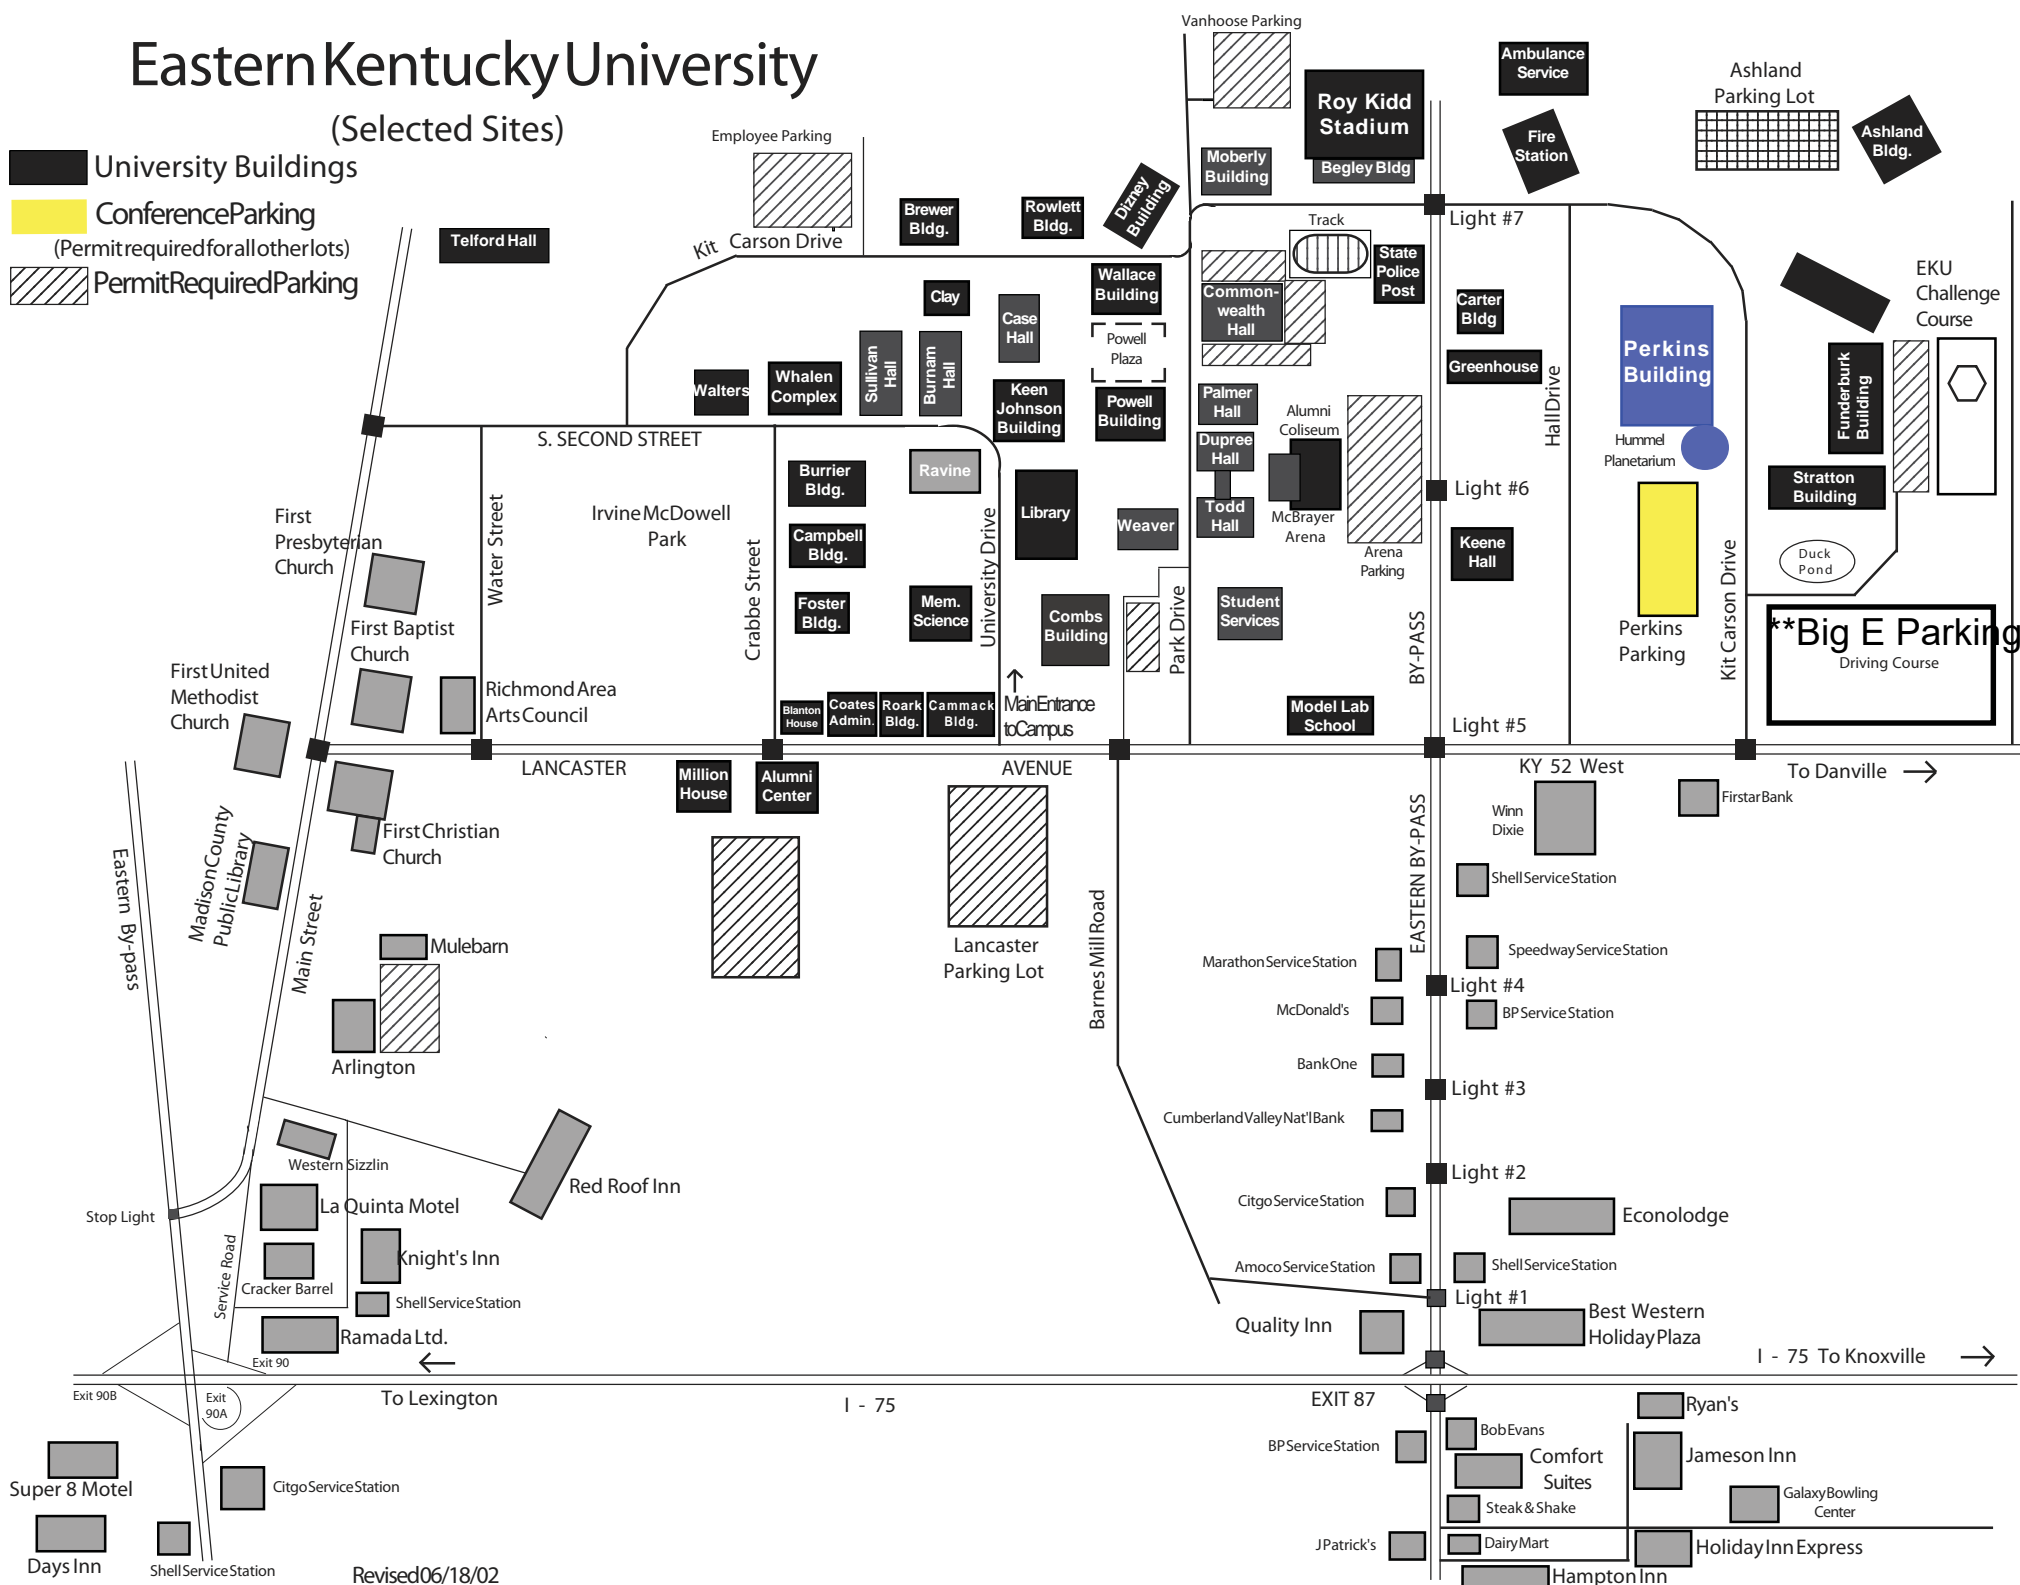 Eastern Kentucky University
(Selected Sites)
University Buildings
Conference Parking
(Permit required for all other lots)
Permit Required Parking
Vanhoose Parking
Employee Parking
Roy Kidd
Stadium
Begley Bldg
Moberly
Building
Ambulance
Service
Fire
Station
Ashland
Parking Lot
Ashland
Bldg.
Telford Hall
Kit
Carson Drive
Brewer
Bldg.
Rowlett
Bldg.
Dizney
Building
Track
Light #7
State
Police
Post
Wallace
Building
Common-
wealth
Hall
Carter
Bldg
EKU
Challenge
Course
Clay
Case
Hall
Powell
Plaza
Sullivan
Hall
Burnam
Hall
Perkins
Building
Greenhouse
Hall Drive
Funderburk
Building
Walters
Whalen
Complex
Keen
Johnson
Building
Powell
Building
Palmer
Hall
Alumni
Coliseum
Dupree
Hall
Hummel
Planetarium
S. SECOND STREET
Burrier
Bldg.
Ravine
Library
Weaver
Todd
Hall
McBrayer
Arena
Arena
Parking
Light #6
Stratton
Building
Water Street
Irvine McDowell
Park
Crabbe Street
Campbell
Bldg.
University Drive
Keene
Hall
Duck
Pond
First
Presbyterian
Church
Foster
Bldg.
Mem.
Science
Combs
Building
Park Drive
Student
Services
BY-PASS
Perkins
Parking
Kit Carson Drive
**Big E Parking
Driving Course
First Baptist
Church
First United
Methodist
Church
Richmond Area
Arts Council
Blanton
House
Coates
Admin.
Roark
Bldg.
Cammack
Bldg.
Main Entrance
to Campus
Model Lab
School
Light #5
LANCASTER
AVENUE
KY 52 West
To Danville
Million
House
Alumni
Center
Winn
Dixie
Firstar Bank
First Christian
Church
Madison County
Public Library
Eastern By-pass
Main Street
Shell Service Station
EASTERN BY-PASS
Mulebarn
Lancaster
Parking Lot
Barnes Mill Road
Marathon Service Station
Speedway Service Station
Light #4
McDonald's
BP Service Station
Arlington
Bank One
Light #3
Cumberland Valley Nat'l Bank
Western Sizzlin
Light #2
Red Roof Inn
La Quinta Motel
Stop Light
Citgo Service Station
Econolodge
Knight's Inn
Service Road
Cracker Barrel
Amoco Service Station
Shell Service Station
Shell Service Station
Light #1
Ramada Ltd.
Quality Inn
Best Western
Holiday Plaza
Exit 90
I - 75 To Knoxville
Exit 90B
Exit
90A
To Lexington
I - 75
EXIT 87
Ryan's
Bob Evans
BP Service Station
Comfort
Suites
Jameson Inn
Super 8 Motel
Citgo Service Station
Steak & Shake
Galaxy Bowling
Center
J Patrick's
Dairy Mart
Holiday Inn Express
Days Inn
Shell Service Station
Revised 06/18/02
Hampton Inn